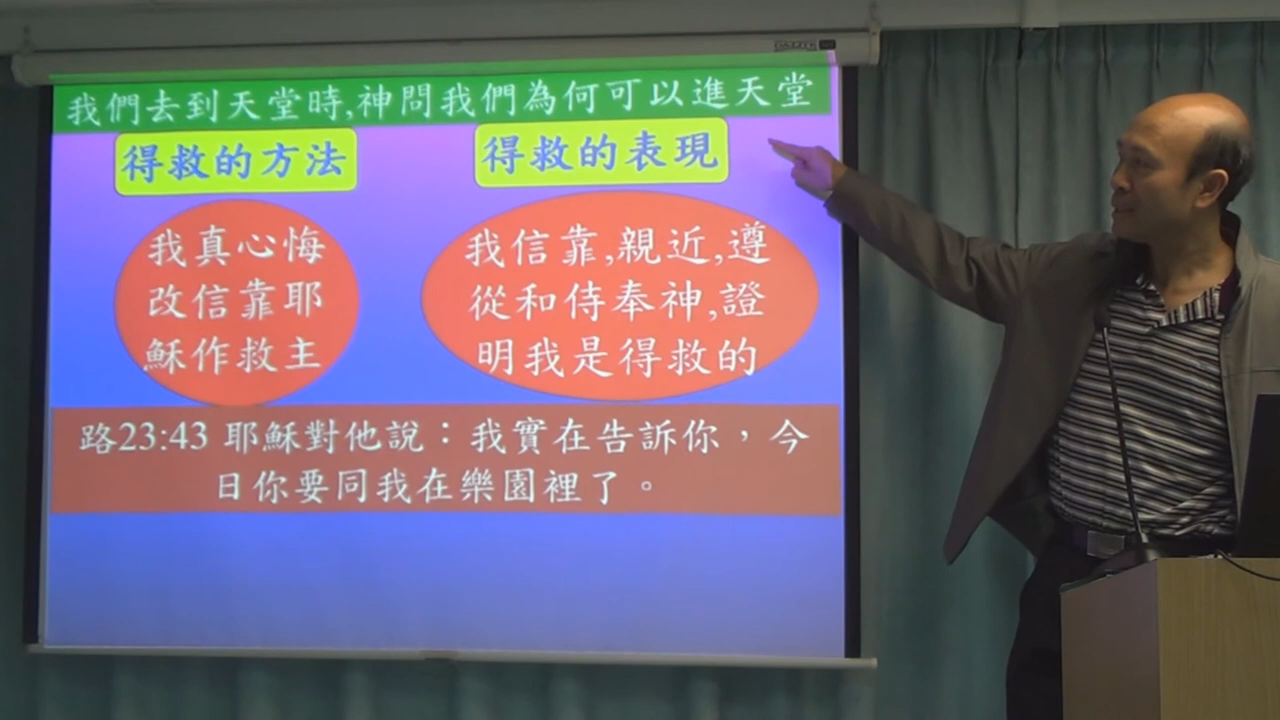 我們去到天堂時,神問我們為何可以進天堂
得救的方法
得救的表現
我真心悔
改信靠耶
穌作救主
我信靠,親近,遵
從和侍奉神,證
明我是得救的
路23:43 耶穌對他說：我實在告訴你，今
日你要同我在樂園裡了。